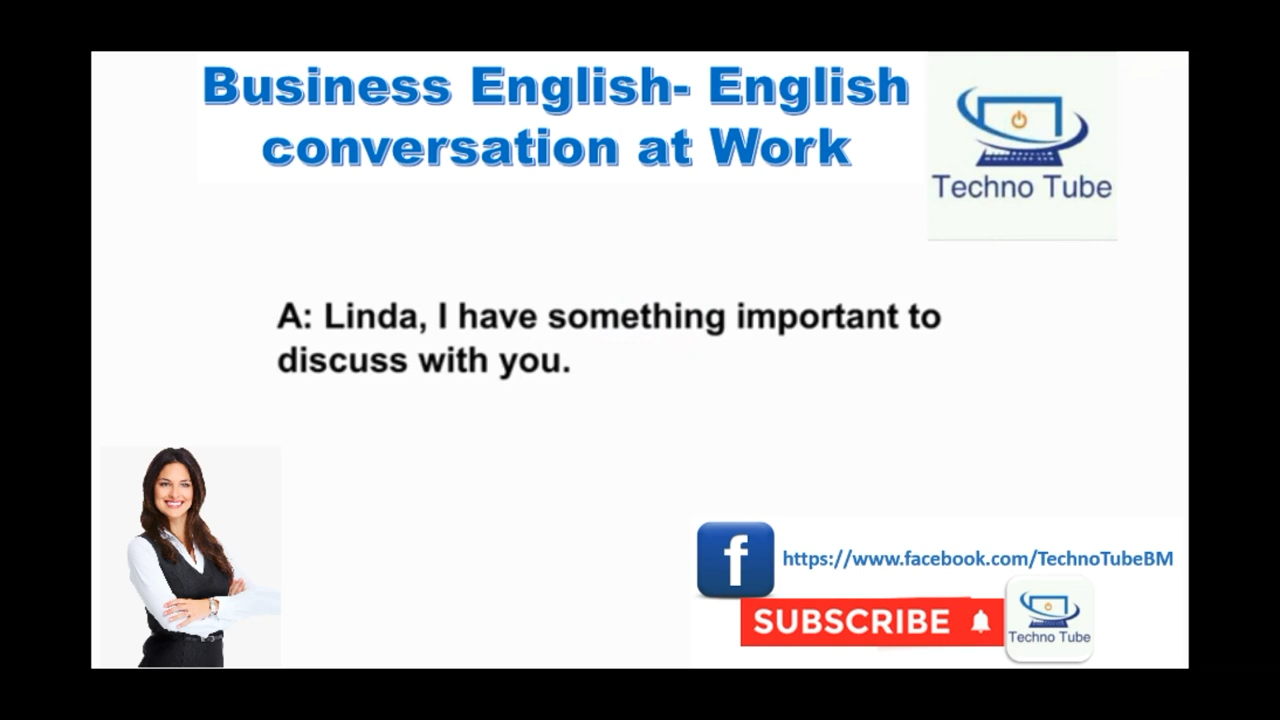 Business English- English
conversation at Work
Techno Tube
A: Linda, I have something important to
discuss with you.
f
https://www.facebook.com/TechnoTubeBM
SUBSCRIBE
Techno Tube